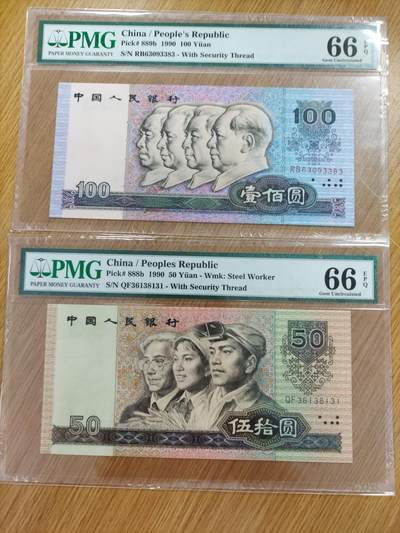 PMG
PAPER MONEY GUARANTY
China / People's Republic
Pick# 889b 1990 100 Yüan
S/N RB63093383 - With Security Thread
66 EPQ
Gem Uncirculated
中国人民银行
100
RB63093383
100
壹佰圆
PMG
PAPER MONEY GUARANTY
China / Peoples Republic
Pick# 888b 1990 50 Yüan - Wmk: Steel Worker
S/N QF36138131 - With Security Thread
66 EPQ
Gem Uncirculated
中国人民银行
50
QF36138131
50
伍拾圆